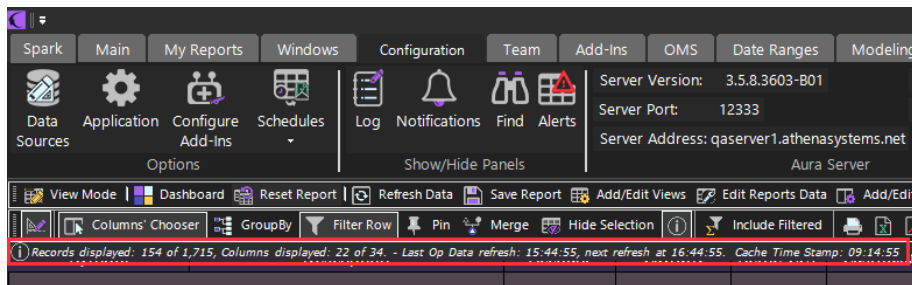 Spark Main My Reports Windows Configuration Team Add-Ins OMS Date Ranges Modeling
Data Sources
Application
Configure Add-Ins
Schedules
Options
Log Notifications Find Alerts
Show/Hide Panels
Server Version: 3.5.8.3603-B01
Server Port: 12333
Server Address: qaserver1.athenasystems.net
Aura Server
View Mode Dashboard Reset Report Refresh Data Save Report Add/Edit Views Edit Reports Data Add/Edi
Columns' Chooser GroupBy Filter Row Pin Merge Hide Selection Include Filtered
Records displayed: 154 of 1,715, Columns displayed: 22 of 34. - Last Op Data refresh: 15:44:55, next refresh at 16:44:55. Cache Time Stamp: 09:14:55